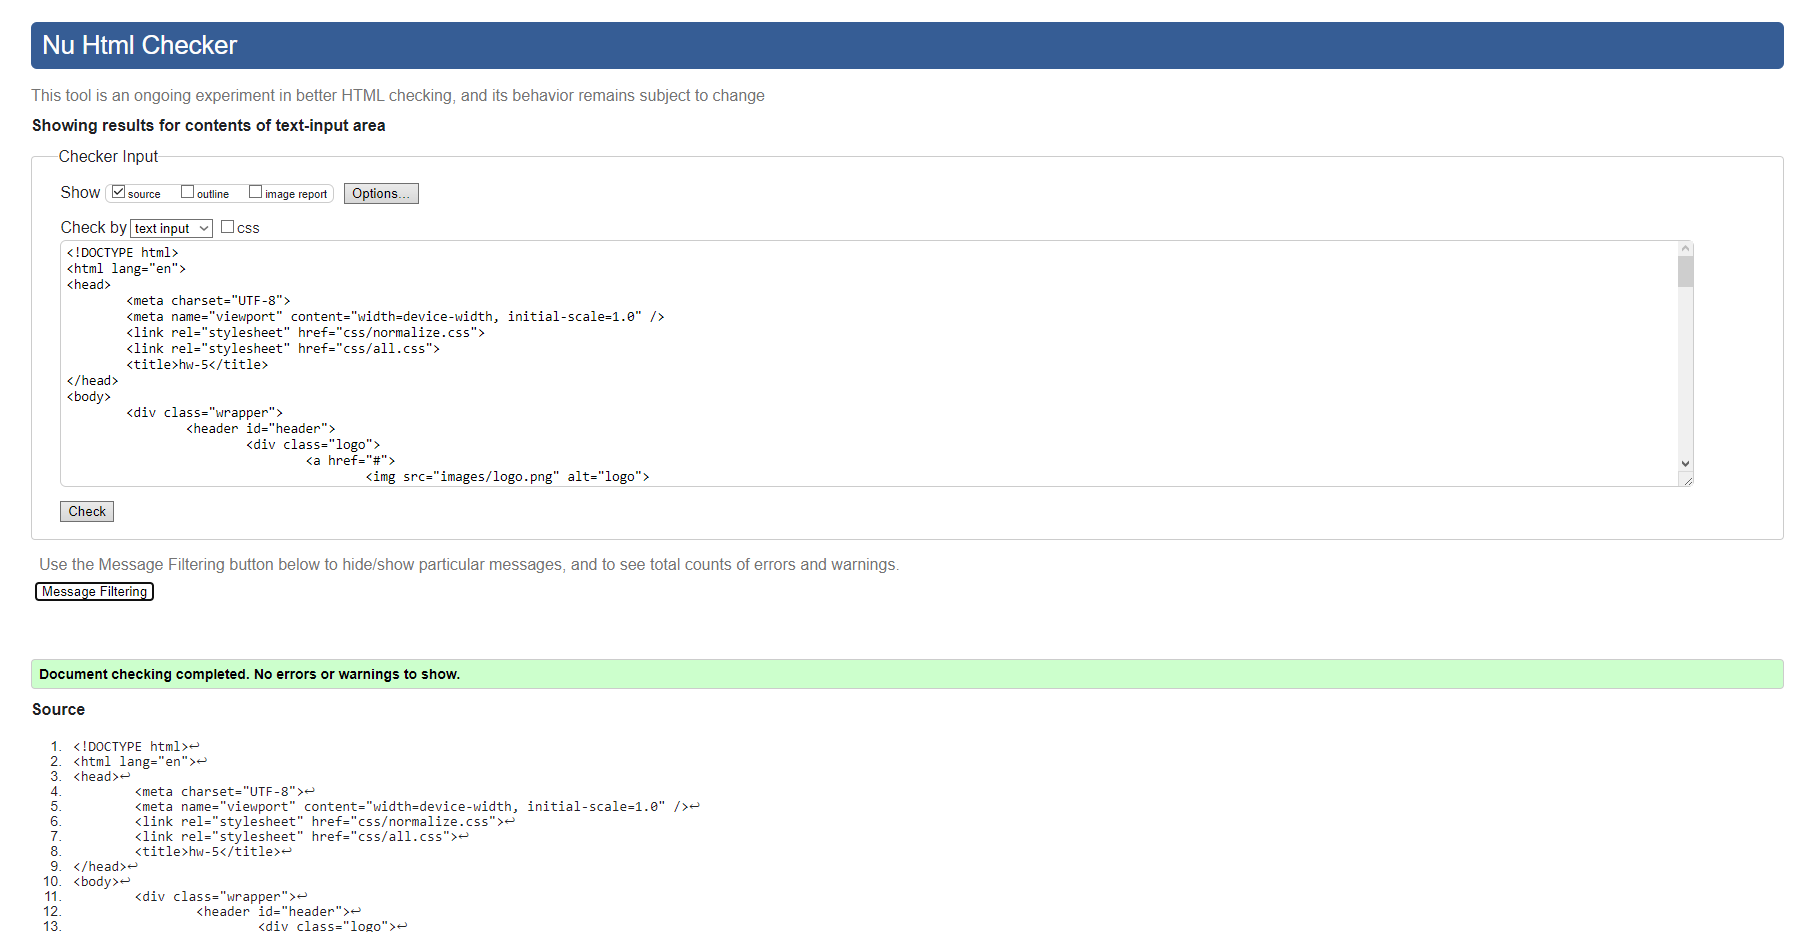 Nu Html Checker
This tool is an ongoing experiment in better HTML checking, and its behavior remains subject to change
Showing results for contents of text-input area
Checker Input
Show source outline image report Options...
Check by text input css
<!DOCTYPE html>
<html lang="en">
<head>
<meta charset="UTF-8">
<meta name="viewport" content="width=device-width, initial-scale=1.0" />
<link rel="stylesheet" href="css/normalize.css">
<link rel="stylesheet" href="css/all.css">
<title>hw-5</title>
</head>
<body>
<div class="wrapper">
<header id="header">
<div class="logo">
<a href="#">
<img src="images/logo.png" alt="logo">
Check
Use the Message Filtering button below to hide/show particular messages, and to see total counts of errors and warnings.
Message Filtering
Document checking completed. No errors or warnings to show.
Source
1. <!DOCTYPE html>↩
2. <html lang="en">↩
3. <head>↩
4. <meta charset="UTF-8">↩
5. <meta name="viewport" content="width=device-width, initial-scale=1.0" />↩
6. <link rel="stylesheet" href="css/normalize.css">↩
7. <link rel="stylesheet" href="css/all.css">↩
8. <title>hw-5</title>↩
9. </head>↩
10. <body>↩
11. <div class="wrapper">↩
12. <header id="header">↩
13. <div class="logo">↩